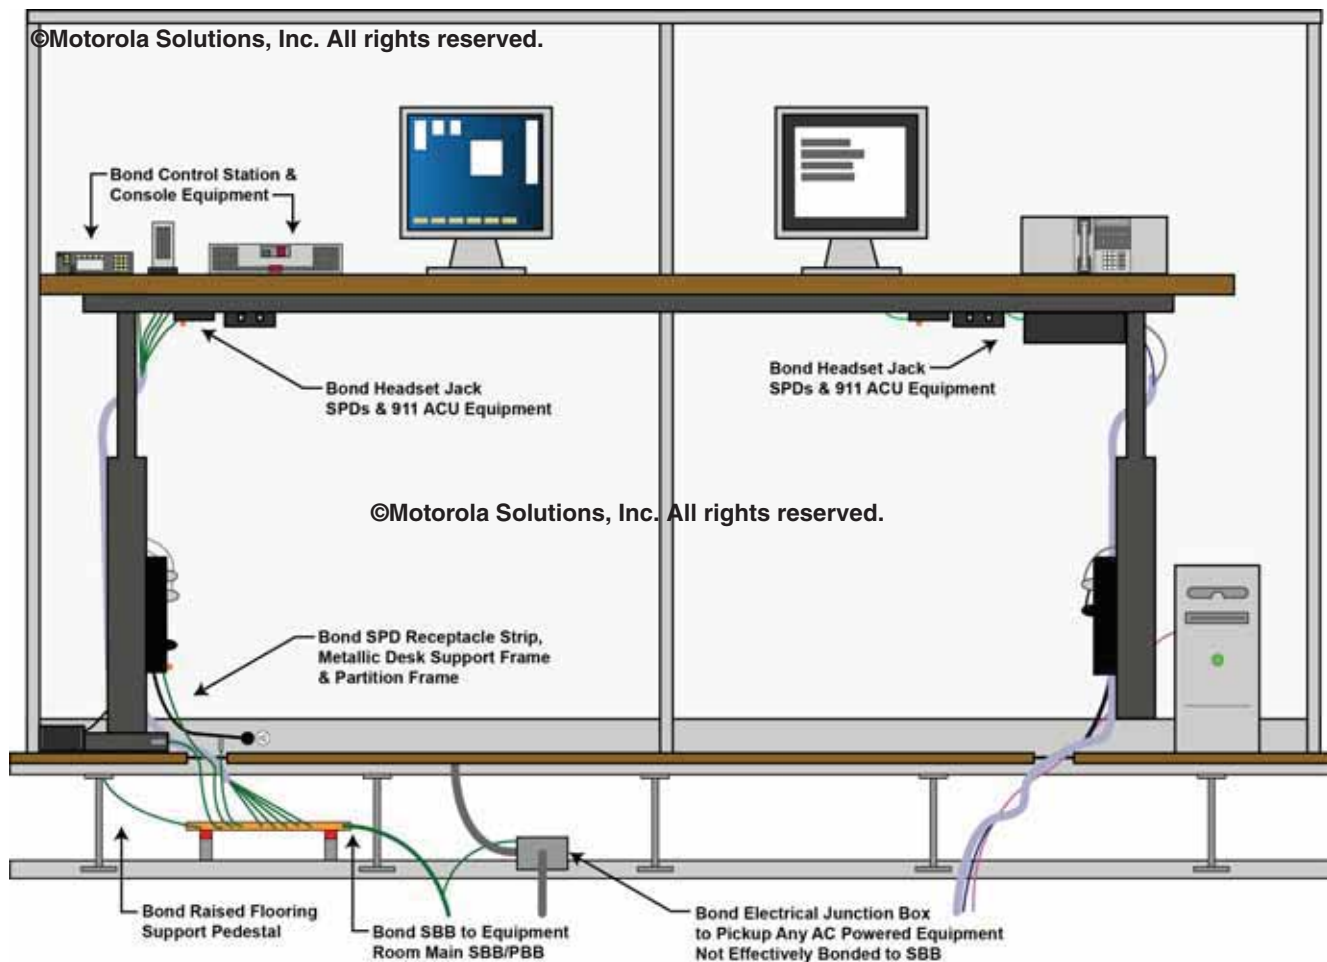 ©Motorola Solutions, Inc. All rights reserved.
Bond Control Station &
Console Equipment
Bond Headset Jack
SPDs & 911 ACU Equipment
Bond Headset Jack
SPDs & 911 ACU Equipment
©Motorola Solutions, Inc. All rights reserved.
Bond SPD Receptacle Strip,
Metallic Desk Support Frame
& Partition Frame
Bond Raised Flooring
Support Pedestal
Bond SBB to Equipment
Room Main SBB/PBB
Bond Electrical Junction Box
to Pickup Any AC Powered Equipment
Not Effectively Bonded to SBB